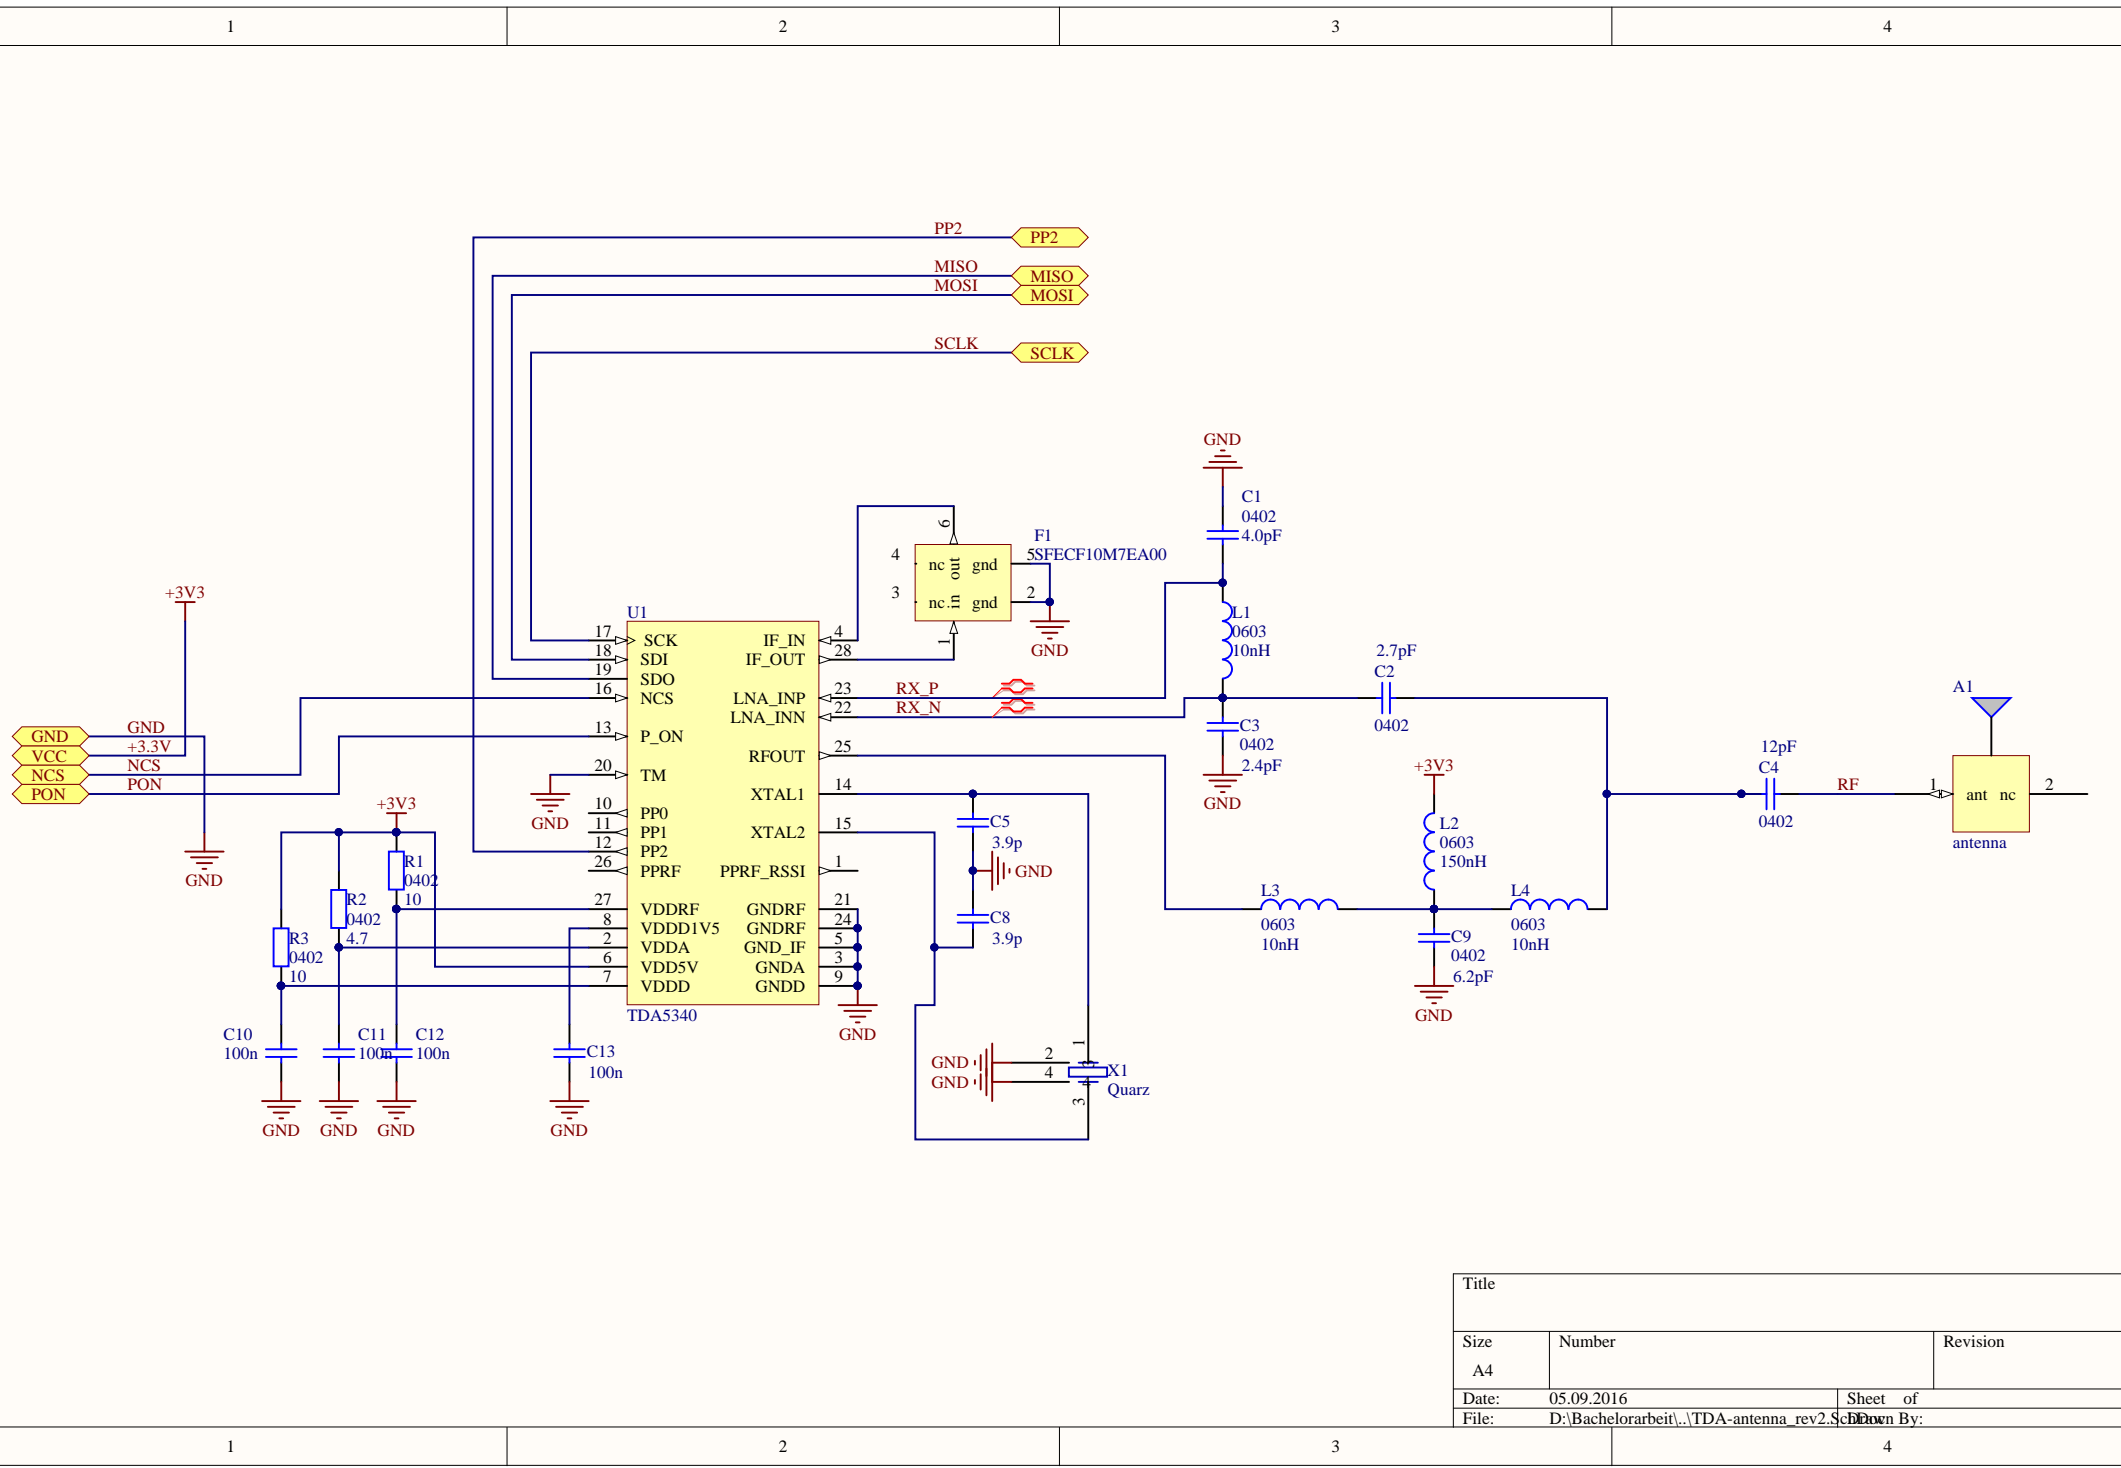 1 2 3 4
PP2 PP2
MISO MISO
MOSI MOSI
SCLK SCLK
GND
C1
0402
4.0pF
6
F1
4 5 SFECF10M7EA00
nc out gnd
3 nc in gnd 2
1
GND
+3V3
U1
17 SCK IF_IN 4
18 SDI IF_OUT 28
19 SDO
16 NCS LNA_INP 23 RX_P
LNA_INN 22 RX_N
13 P_ON
RFOUT 25
20 TM
XTAL1 14
10 PP0
11 PP1 XTAL2 15
12 PP2
26 PPRF PPRF_RSSI 1
27 VDDRF GNDRF 21
8 VDDD1V5 GNDRF 24
2 VDDA GND_IF 5
6 VDD5V GNDA 3
7 VDDD GNDD 9
TDA5340
GND
L1
0603
10nH
2.7pF
C2
0402
C3
0402
2.4pF
GND
A1
GND GND
VCC +3.3V
NCS NCS
PON PON
GND
+3V3
GND
12pF
C4
0402
RF
1 ant nc 2
antenna
+3V3
L2
0603
150nH
C5
3.9p
GND
C8
3.9p
R1
0402
10
R2
0402
4.7
R3
0402
10
L3
0603
10nH
L4
0603
10nH
C9
0402
6.2pF
GND
C10
100n
C11
100n
C12
100n
C13
100n
GND GND GND GND
1
GND 2
GND 4
3
X1
Quarz
Title
Size Number Revision
A4
Date: 05.09.2016 Sheet of
File: D:\Bachelorarbeit\..\TDA-antenna_rev2.SchDoc Drawn By:
1 2 3 4